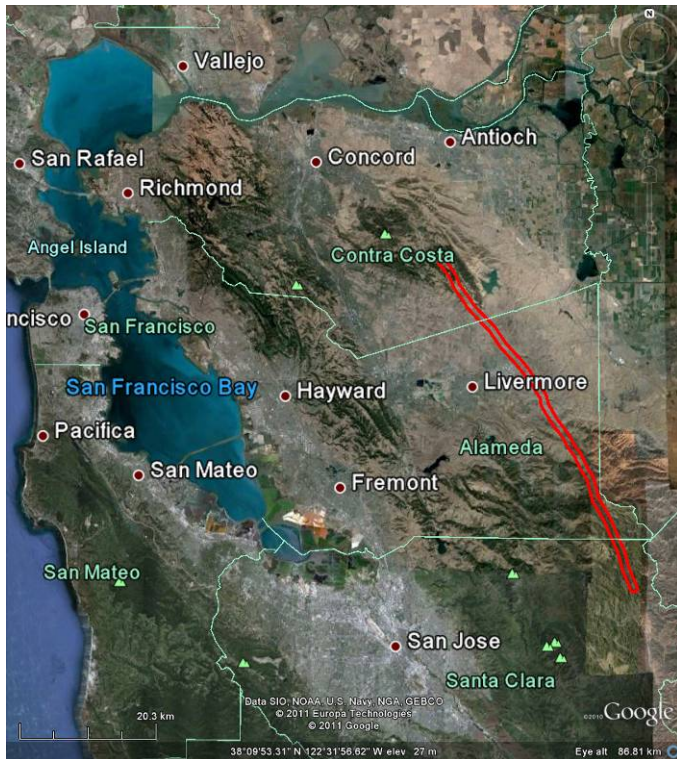 N
Vallejo
Antioch
San Rafael
Concord
Richmond
Angel Island
Contra Costa
ncisco
San Francisco
San Francisco Bay
Hayward
Livermore
Pacifica
Alameda
San Mateo
Fremont
San Mateo
San Jose
Santa Clara
Data SIO, NOAA, U.S. Navy, NGA, GEBCO
© 2011 Europa Technologies
© 2011 Google
©2010 Google
20.3 km
38°09'53.31" N 122°31'56.62" W elev 27 m
Eye alt 86.81 km